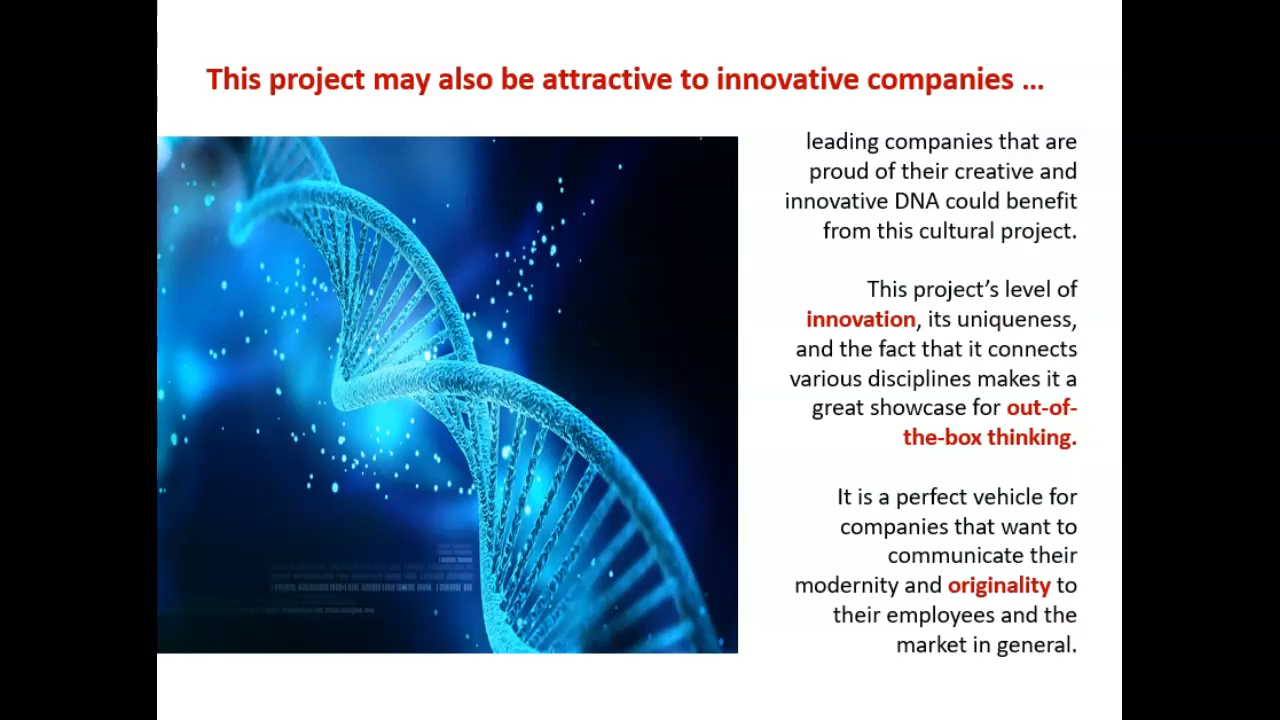 This project may also be attractive to innovative companies ...
leading companies that are
proud of their creative and
innovative DNA could benefit
from this cultural project.
This project’s level of
innovation, its uniqueness,
and the fact that it connects
various disciplines makes it a
great showcase for out-of-
the-box thinking.
It is a perfect vehicle for
companies that want to
communicate their
modernity and originality to
their employees and the
market in general.